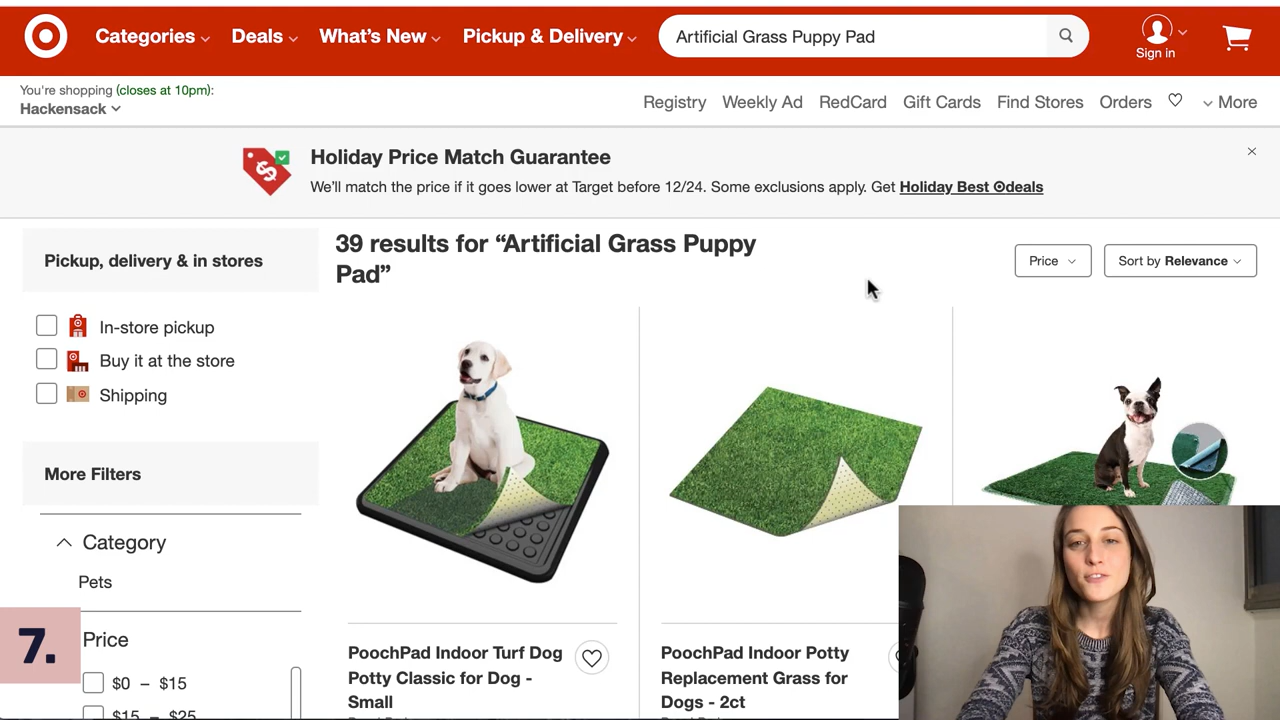 Categories
Deals
What's New
Pickup & Delivery
Artificial Grass Puppy Pad
Sign in
You're shopping (closes at 10pm):
Hackensack
Registry
Weekly Ad
RedCard
Gift Cards
Find Stores
Orders
More
Holiday Price Match Guarantee
We'll match the price if it goes lower at Target before 12/24. Some exclusions apply. Get Holiday Best deals
Pickup, delivery & in stores
39 results for “Artificial Grass Puppy
Pad”
Price
Sort by Relevance
In-store pickup
Buy it at the store
Shipping
More Filters
Category
Pets
7.
Price
$0 – $15
$15 – $25
PoochPad Indoor Turf Dog
Potty Classic for Dog -
Small
PoochPad Indoor Potty
Replacement Grass for
Dogs - 2ct